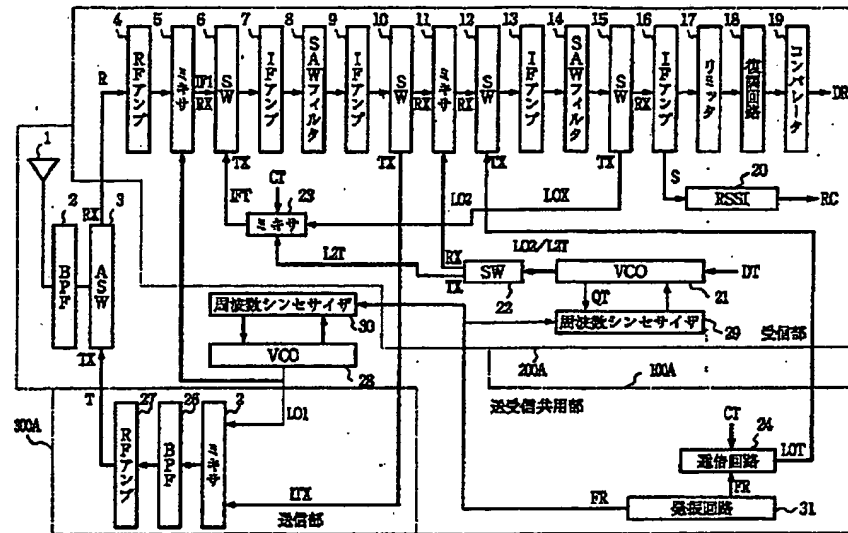 4 5 6 7 8 9 10 11 12 13 14 15 16 17 18 19
RFアンプ
ミキサ
IF1
RX
SW
IFアンプ
SAWフィルタ
IFアンプ
SW
RX
ミキサ
RX
SW
IFアンプ
SAWフィルタ
SW
RX
IFアンプ
リミッタ
復調回路
コンパレータ
DR
R
1
TX
TX
TX
TX
IFT
CT
23
ミキサ
LO2
LOX
S
20
RSSI
RC
2
BPF
3
RX
ASW
TX
L2T
RX
TX
SW
22
LO2/L2T
VCO
21
DT
QT
周波数シンセサイザ
29
受信部
周波数シンセサイザ
30
VCO
28
200A
100A
送受信共用部
300A
T
27
RFアンプ
26
BPF
2
ミキサ
LO1
ITX
送信部
CT
24
逓倍回路
LOT
FR
FR
発振回路
31